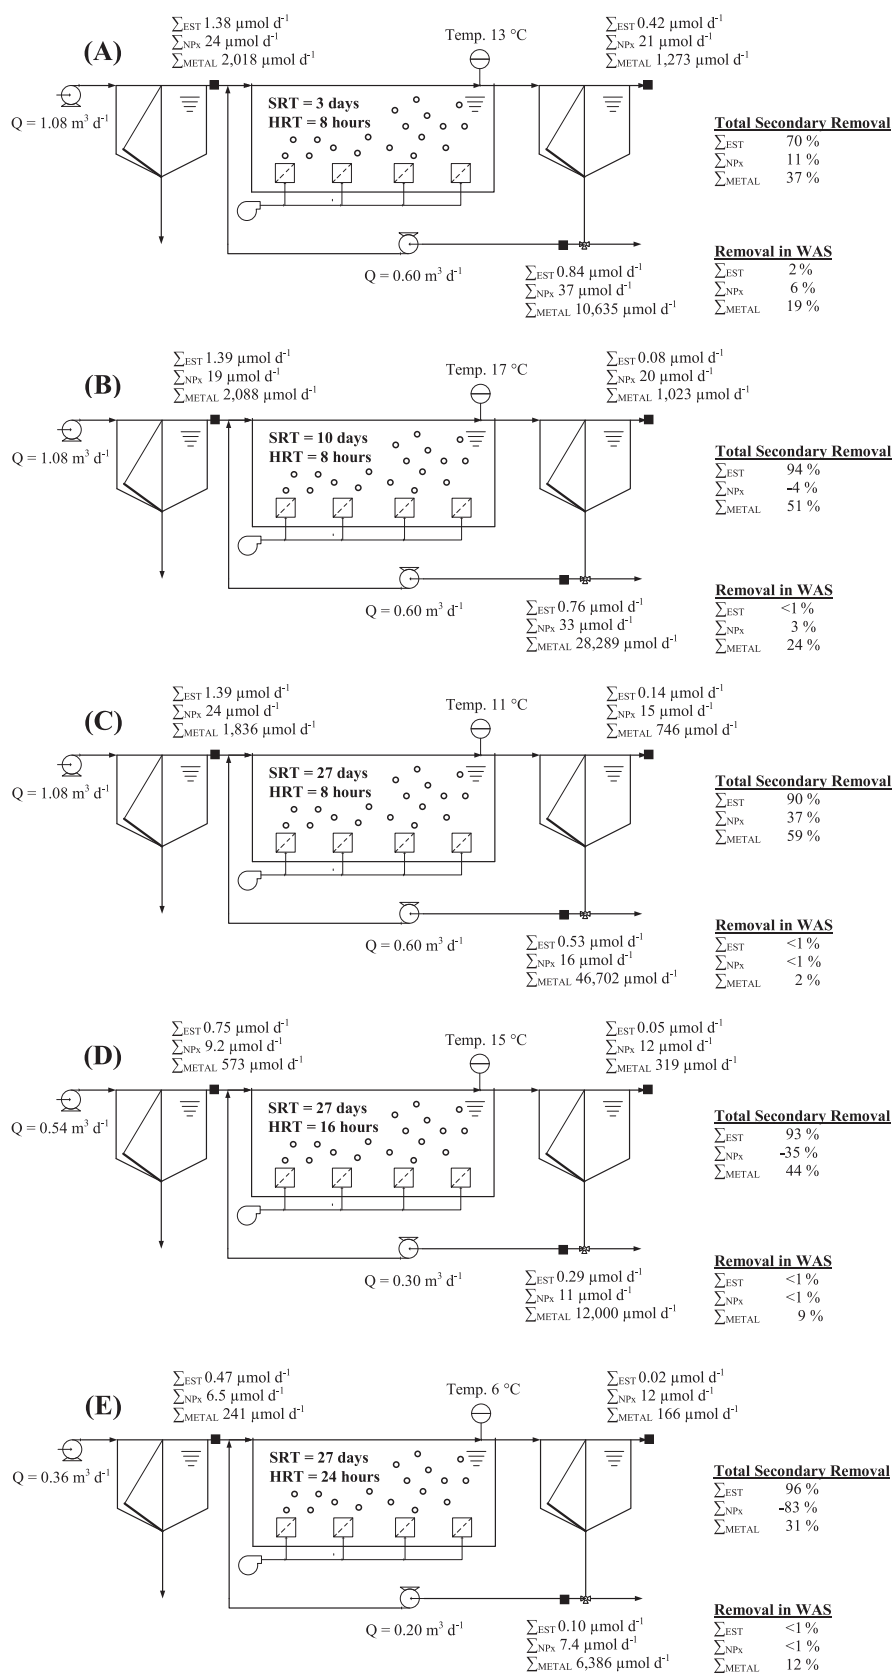 (A)
∑EST 1.38 µmol d-1
∑NPx 24 µmol d-1
∑METAL 2,018 µmol d-1
Temp. 13 °C
∑EST 0.42 µmol d-1
∑NPx 21 µmol d-1
∑METAL 1,273 µmol d-1
Q = 1.08 m3 d-1
SRT = 3 days
HRT = 8 hours
Total Secondary Removal
∑EST 70 %
∑NPx 11 %
∑METAL 37 %
Q = 0.60 m3 d-1
∑EST 0.84 µmol d-1
∑NPx 37 µmol d-1
∑METAL 10,635 µmol d-1
Removal in WAS
∑EST 2 %
∑NPx 6 %
∑METAL 19 %
(B)
∑EST 1.39 µmol d-1
∑NPx 19 µmol d-1
∑METAL 2,088 µmol d-1
Temp. 17 °C
∑EST 0.08 µmol d-1
∑NPx 20 µmol d-1
∑METAL 1,023 µmol d-1
Q = 1.08 m3 d-1
SRT = 10 days
HRT = 8 hours
Total Secondary Removal
∑EST 94 %
∑NPx -4 %
∑METAL 51 %
Q = 0.60 m3 d-1
∑EST 0.76 µmol d-1
∑NPx 33 µmol d-1
∑METAL 28,289 µmol d-1
Removal in WAS
∑EST <1 %
∑NPx 3 %
∑METAL 24 %
(C)
∑EST 1.39 µmol d-1
∑NPx 24 µmol d-1
∑METAL 1,836 µmol d-1
Temp. 11 °C
∑EST 0.14 µmol d-1
∑NPx 15 µmol d-1
∑METAL 746 µmol d-1
Q = 1.08 m3 d-1
SRT = 27 days
HRT = 8 hours
Total Secondary Removal
∑EST 90 %
∑NPx 37 %
∑METAL 59 %
Q = 0.60 m3 d-1
∑EST 0.53 µmol d-1
∑NPx 16 µmol d-1
∑METAL 46,702 µmol d-1
Removal in WAS
∑EST <1 %
∑NPx <1 %
∑METAL 2 %
(D)
∑EST 0.75 µmol d-1
∑NPx 9.2 µmol d-1
∑METAL 573 µmol d-1
Temp. 15 °C
∑EST 0.05 µmol d-1
∑NPx 12 µmol d-1
∑METAL 319 µmol d-1
Q = 0.54 m3 d-1
SRT = 27 days
HRT = 16 hours
Total Secondary Removal
∑EST 93 %
∑NPx -35 %
∑METAL 44 %
Q = 0.30 m3 d-1
∑EST 0.29 µmol d-1
∑NPx 11 µmol d-1
∑METAL 12,000 µmol d-1
Removal in WAS
∑EST <1 %
∑NPx <1 %
∑METAL 9 %
(E)
∑EST 0.47 µmol d-1
∑NPx 6.5 µmol d-1
∑METAL 241 µmol d-1
Temp. 6 °C
∑EST 0.02 µmol d-1
∑NPx 12 µmol d-1
∑METAL 166 µmol d-1
Q = 0.36 m3 d-1
SRT = 27 days
HRT = 24 hours
Total Secondary Removal
∑EST 96 %
∑NPx -83 %
∑METAL 31 %
Q = 0.20 m3 d-1
∑EST 0.10 µmol d-1
∑NPx 7.4 µmol d-1
∑METAL 6,386 µmol d-1
Removal in WAS
∑EST <1 %
∑NPx <1 %
∑METAL 12 %